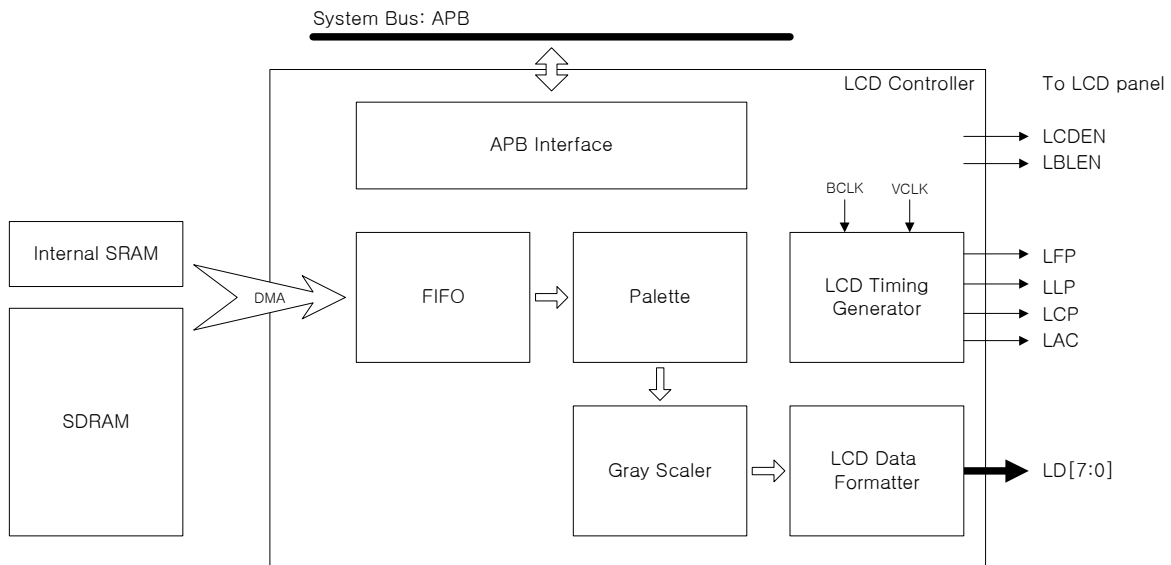 System Bus: APB
LCD Controller
To LCD panel
APB Interface
LCDEN
LBLEN
BCLK
VCLK
Internal SRAM
DMA
FIFO
Palette
LCD Timing
Generator
LFP
LLP
LCP
LAC
SDRAM
Gray Scaler
LCD Data
Formatter
LD[7:0]